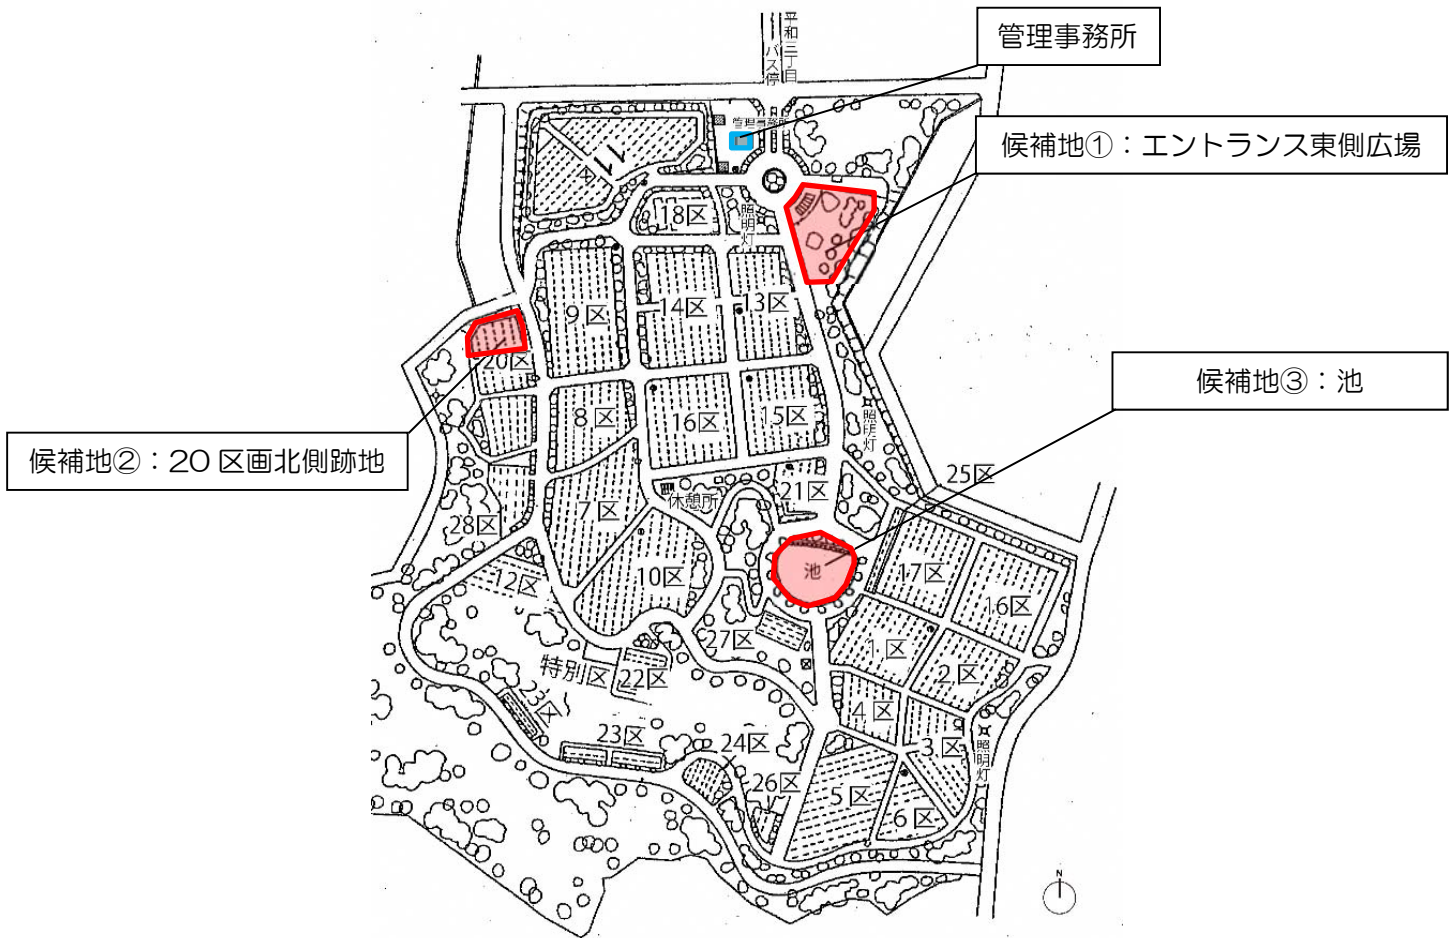 平和三丁目
バス停
管理事務所
管理事務所
候補地①：エントランス東側広場
11
18区
照明灯
9区
14区
13区
20区
候補地③：池
8区
16区
15区
照明灯
候補地②：20 区画北側跡地
25区
休憩所
21区
7区
28区
池
17区
16区
12区
10区
27区
1区
2区
特別区
22区
4区
3区
照明灯
23区
24区
26区
5区
6区
N